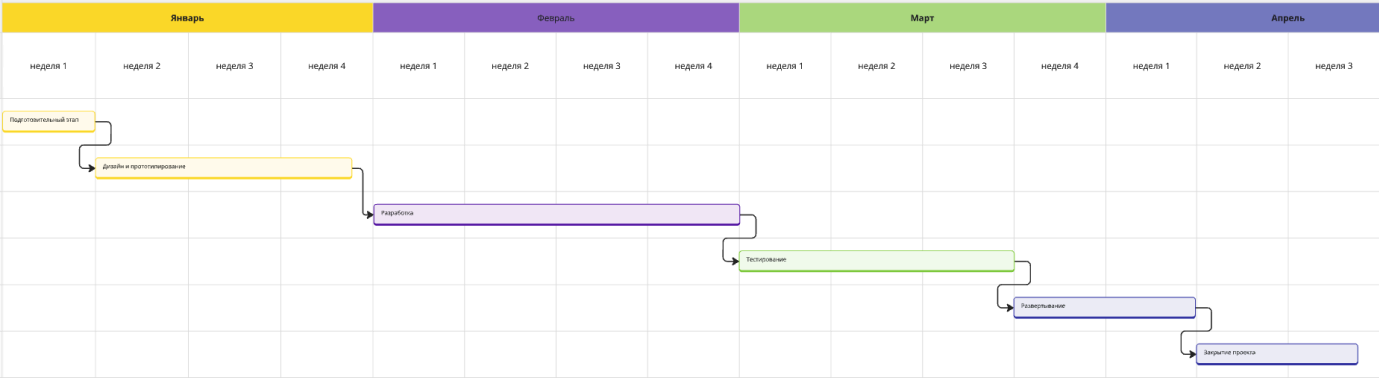 Январь Февраль Март Апрель
неделя 1 неделя 2 неделя 3 неделя 4 неделя 1 неделя 2 неделя 3 неделя 4 неделя 1 неделя 2 неделя 3 неделя 4 неделя 1 неделя 2 неделя 3
Подготовительный этап
Дизайн и прототипирование
Разработка
Тестирование
Развертывание
Закрытие проекта